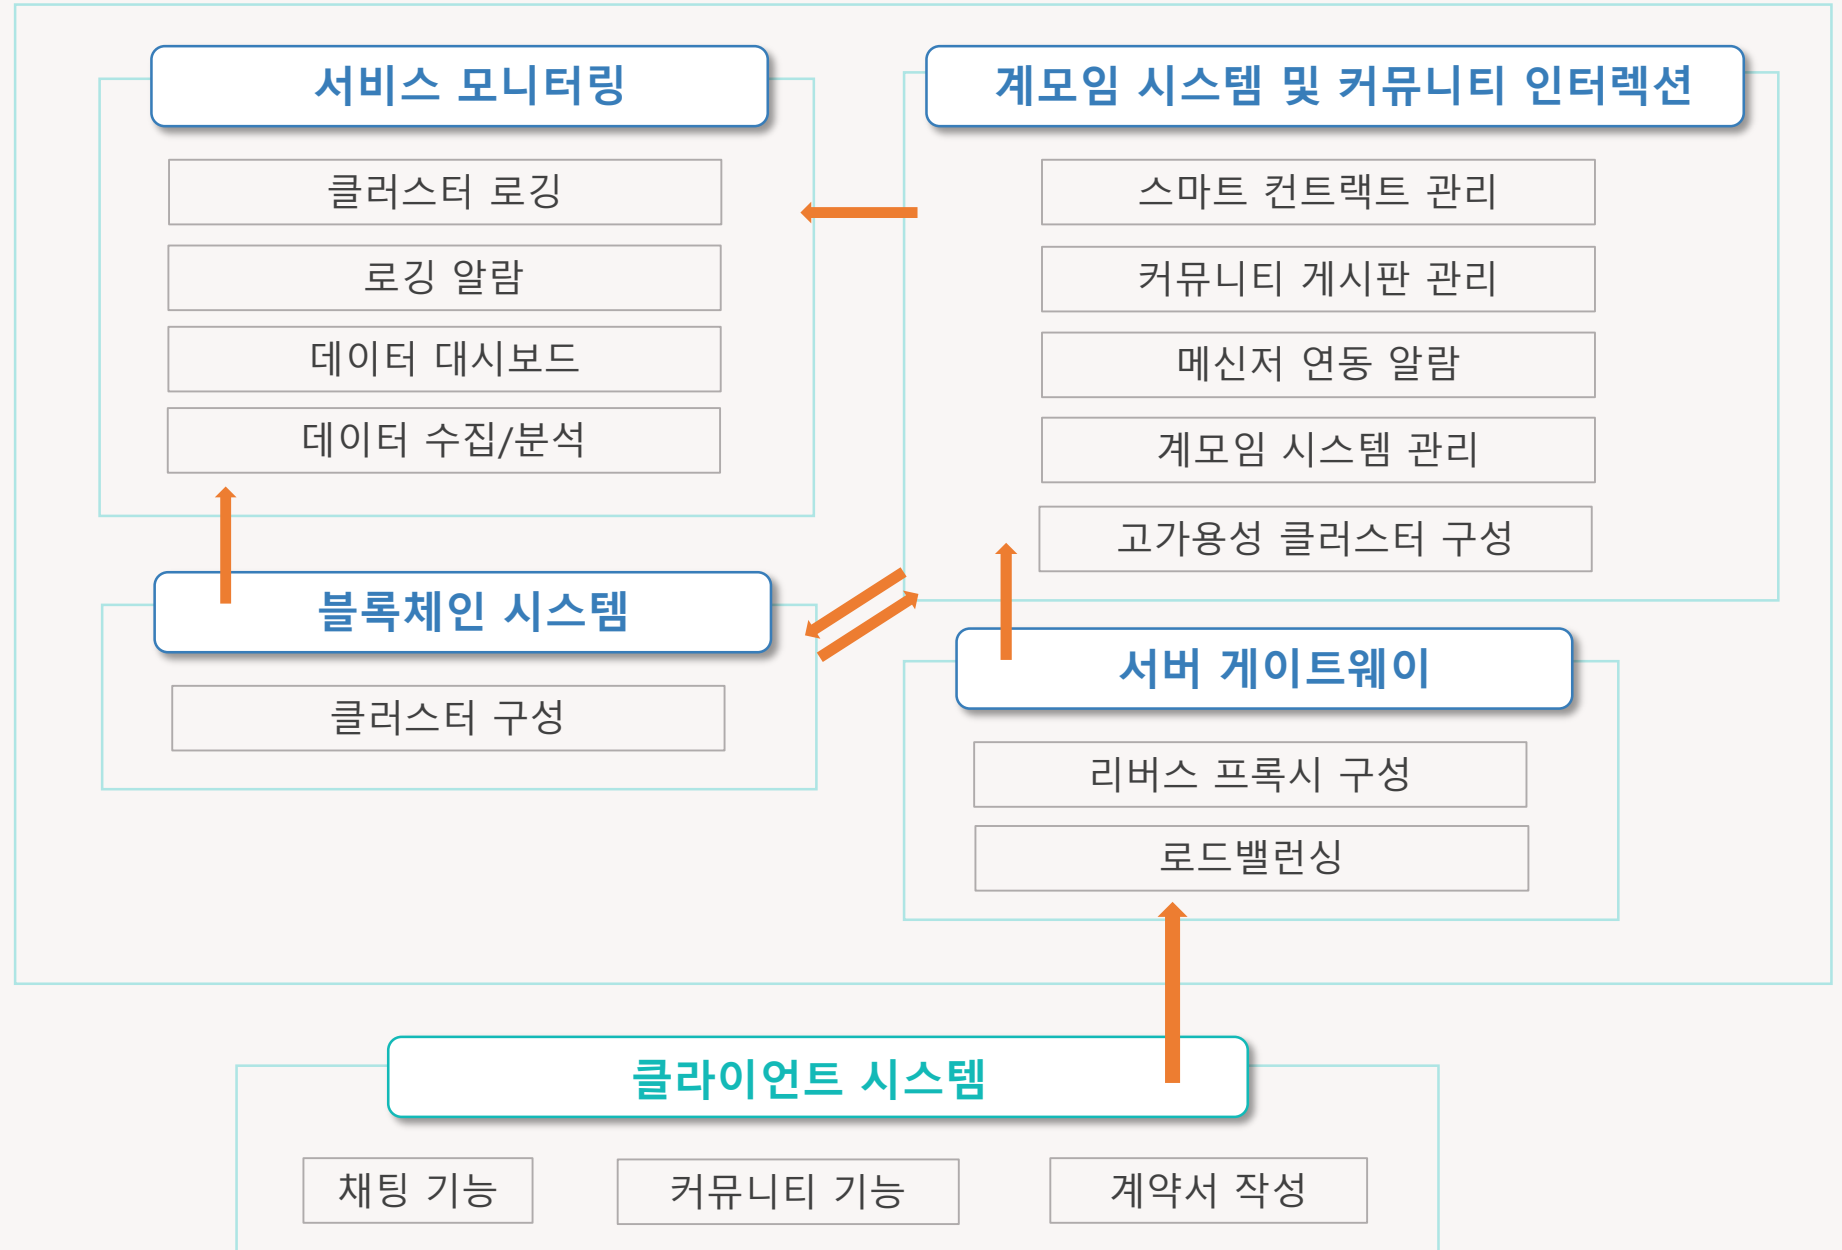 서비스 모니터링
클러스터 로깅
로깅 알람
데이터 대시보드
데이터 수집/분석
계모임 시스템 및 커뮤니티 인터렉션
스마트 컨트랙트 관리
커뮤니티 게시판 관리
메신저 연동 알람
계모임 시스템 관리
고가용성 클러스터 구성
블록체인 시스템
클러스터 구성
서버 게이트웨이
리버스 프록시 구성
로드밸런싱
클라이언트 시스템
채팅 기능
커뮤니티 기능
계약서 작성